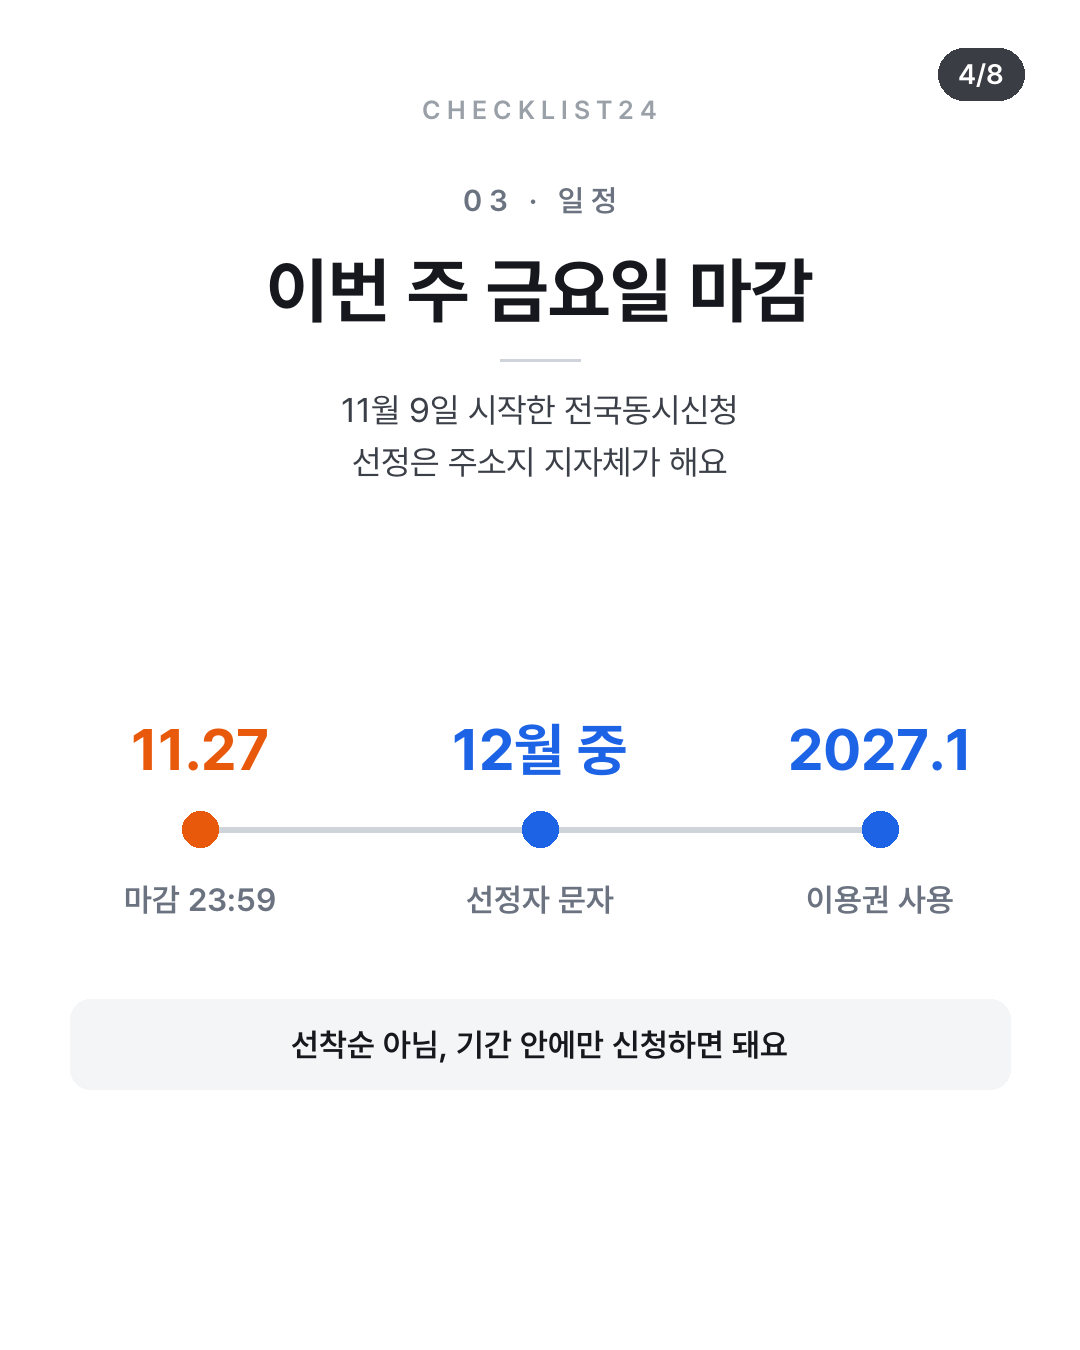 4/8
CHECKLIST24
03 · 일정
이번 주 금요일 마감
11월 9일 시작한 전국동시신청
선정은 주소지 지자체가 해요
11.27
12월 중
2027.1
마감 23:59
선정자 문자
이용권 사용
선착순 아님, 기간 안에만 신청하면 돼요